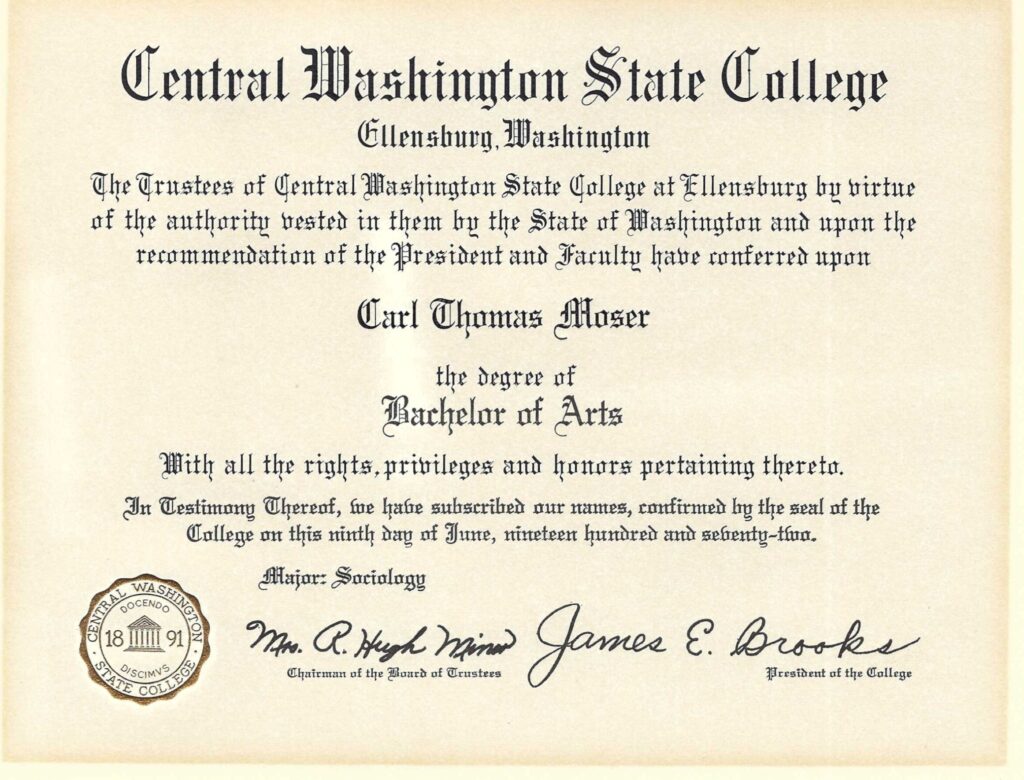 Central Washington State College
Ellensburg, Washington
The Trustees of Central Washington State College at Ellensburg by virtue
of the authority vested in them by the State of Washington and upon the
recommendation of the President and Faculty have conferred upon
Carl Thomas Moser
the degree of
Bachelor of Arts
With all the rights, privileges and honors pertaining thereto.
In Testimony Thereof, we have subscribed our names, confirmed by the seal of the
College on this ninth day of June, nineteen hundred and seventy-two.
Major: Sociology
CENTRAL WASHINGTON
DOCENDO
18 91
DISCIMVS
STATE COLLEGE
Mrs. R. Hugh Minor James E. Brooks
Chairman of the Board of Trustees President of the College